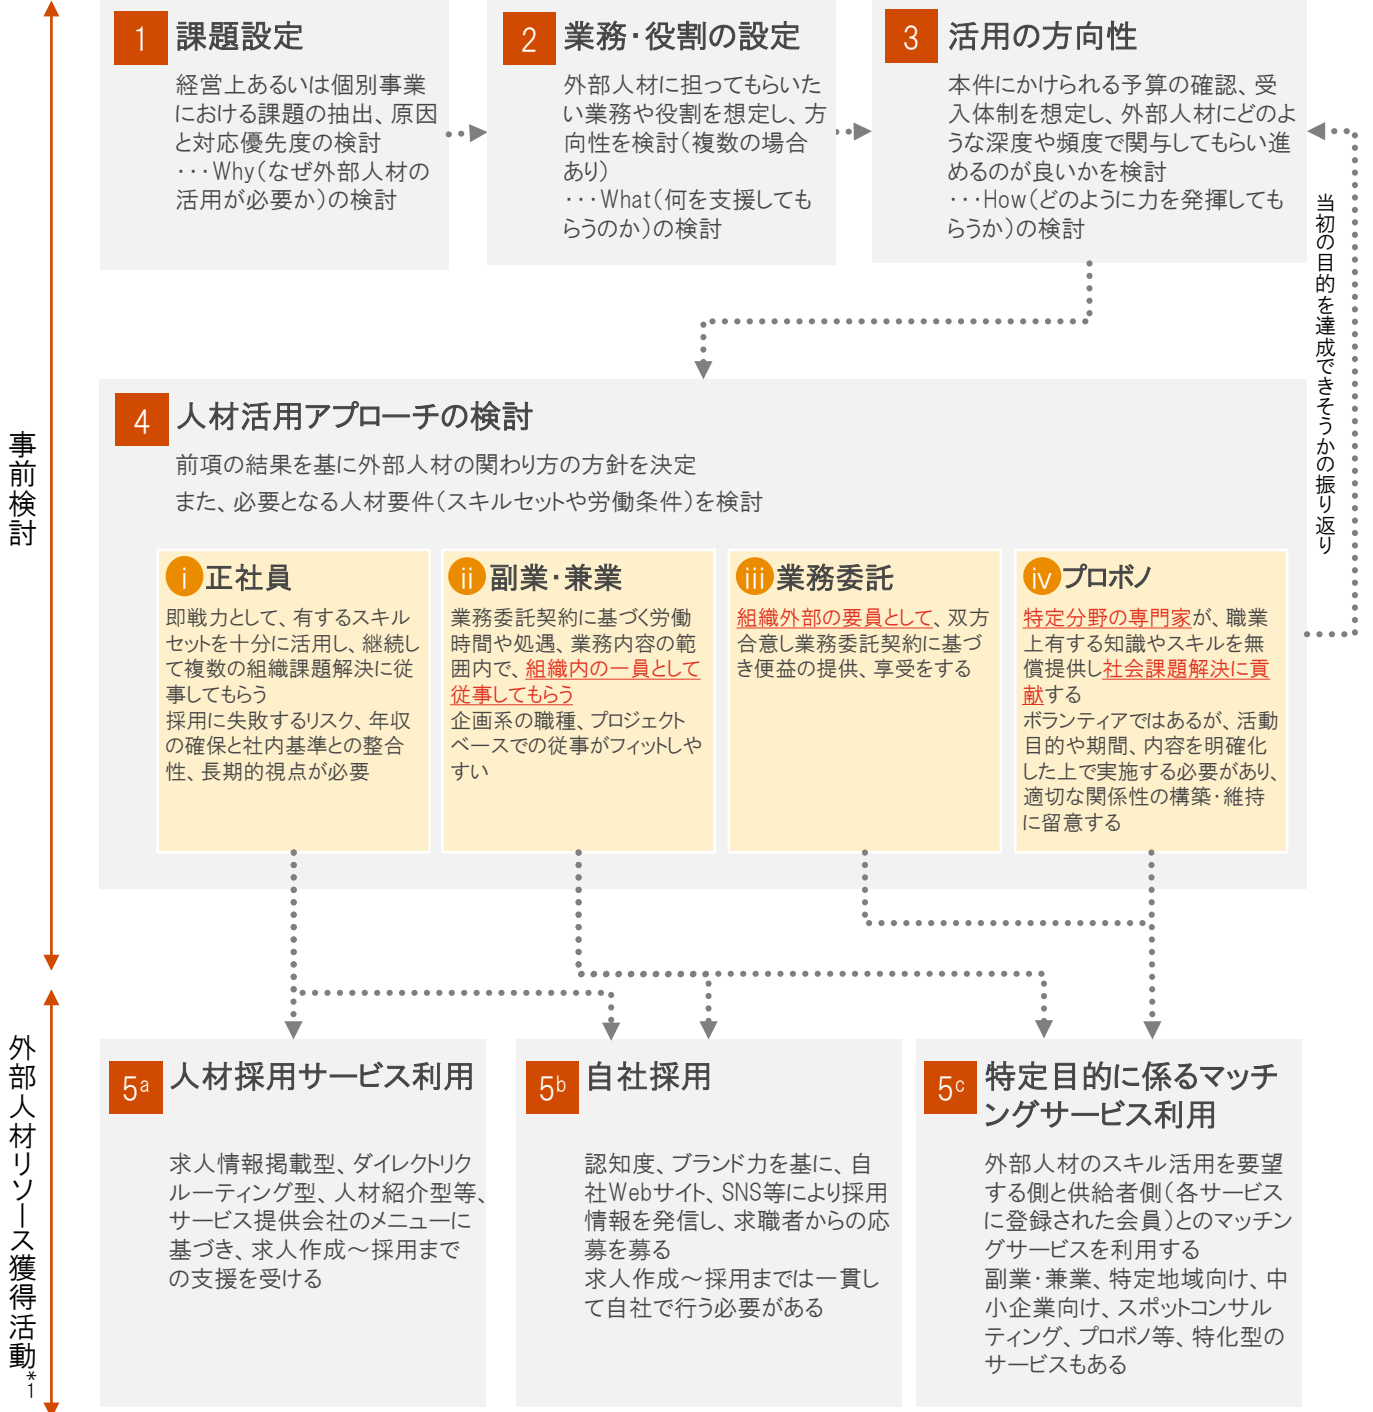 1 課題設定
経営上あるいは個別事業
における課題の抽出、原因
と対応優先度の検討
･･･Why（なぜ外部人材の
活用が必要か）の検討
2 業務・役割の設定
外部人材に担ってもらいた
い業務や役割を想定し、方
向性を検討（複数の場合
あり）
･･･What（何を支援しても
らうのか）の検討
3 活用の方向性
本件にかけられる予算の確認、受
入体制を想定し、外部人材にどのよ
うな深度や頻度で関与してもらい進
めるのが良いかを検討
･･･How（どのように力を発揮しても
らうか）の検討
当初の目的を達成できそうかの振り返り
事前検討
4 人材活用アプローチの検討
前項の結果を基に外部人材の関わり方の方針を決定
また、必要となる人材要件（スキルセットや労働条件）を検討
i 正社員
即戦力として、有するスキル
セットを十分に活用し、継続し
て複数の組織課題解決に従
事してもらう
採用に失敗するリスク、年収
の確保と社内基準との整合
性、長期的視点が必要
ii 副業・兼業
業務委託契約に基づく労働
時間や処遇、業務内容の範
囲内で、組織内の一員として
従事してもらう
企画系の職種、プロジェクト
ベースでの従事がフィットしや
すい
iii 業務委託
組織外部の要員として、双方
合意し業務委託契約に基づ
き便益の提供、享受をする
iv プロボノ
特定分野の専門家が、職業
上有する知識やスキルを無
償提供し社会課題解決に貢
献する
ボランティアではあるが、活動
目的や期間、内容を明確化
した上で実施する必要があり、
適切な関係性の構築・維持
に留意する
外部人材リソース獲得活動*1
5a 人材採用サービス利用
求人情報掲載型、ダイレクトリク
ルーティング型、人材紹介型等、
サービス提供会社のメニューに
基づき、求人作成～採用まで
の支援を受ける
5b 自社採用
認知度、ブランド力を基に、自
社Webサイト、SNS等により採用
情報を発信し、求職者からの応
募を募る
求人作成～採用までは一貫し
て自社で行う必要がある
5c 特定目的に係るマッチ
ングサービス利用
外部人材のスキル活用を要望
する側と供給者側（各サービス
に登録された会員）とのマッチン
グサービスを利用する
副業・兼業、特定地域向け、中
小企業向け、スポットコンサル
ティング、プロボノ等、特化型の
サービスもある